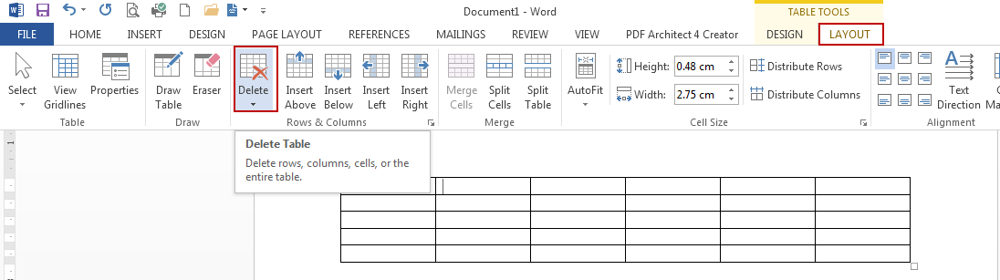 Document1 - Word
TABLE TOOLS
FILE HOME INSERT DESIGN PAGE LAYOUT REFERENCES MAILINGS REVIEW VIEW PDF Architect 4 Creator DESIGN LAYOUT
Select
View
Gridlines
Properties
Table
Draw
Table
Eraser
Draw
Delete
Insert
Above
Insert
Below
Insert
Left
Insert
Right
Rows & Columns
Merge
Cells
Split
Cells
Split
Table
Merge
AutoFit
Height: 0.48 cm
Width: 2.75 cm
Distribute Rows
Distribute Columns
Cell Size
Text
Direction
Alignment
Delete Table
Delete rows, columns, cells, or the
entire table.
1